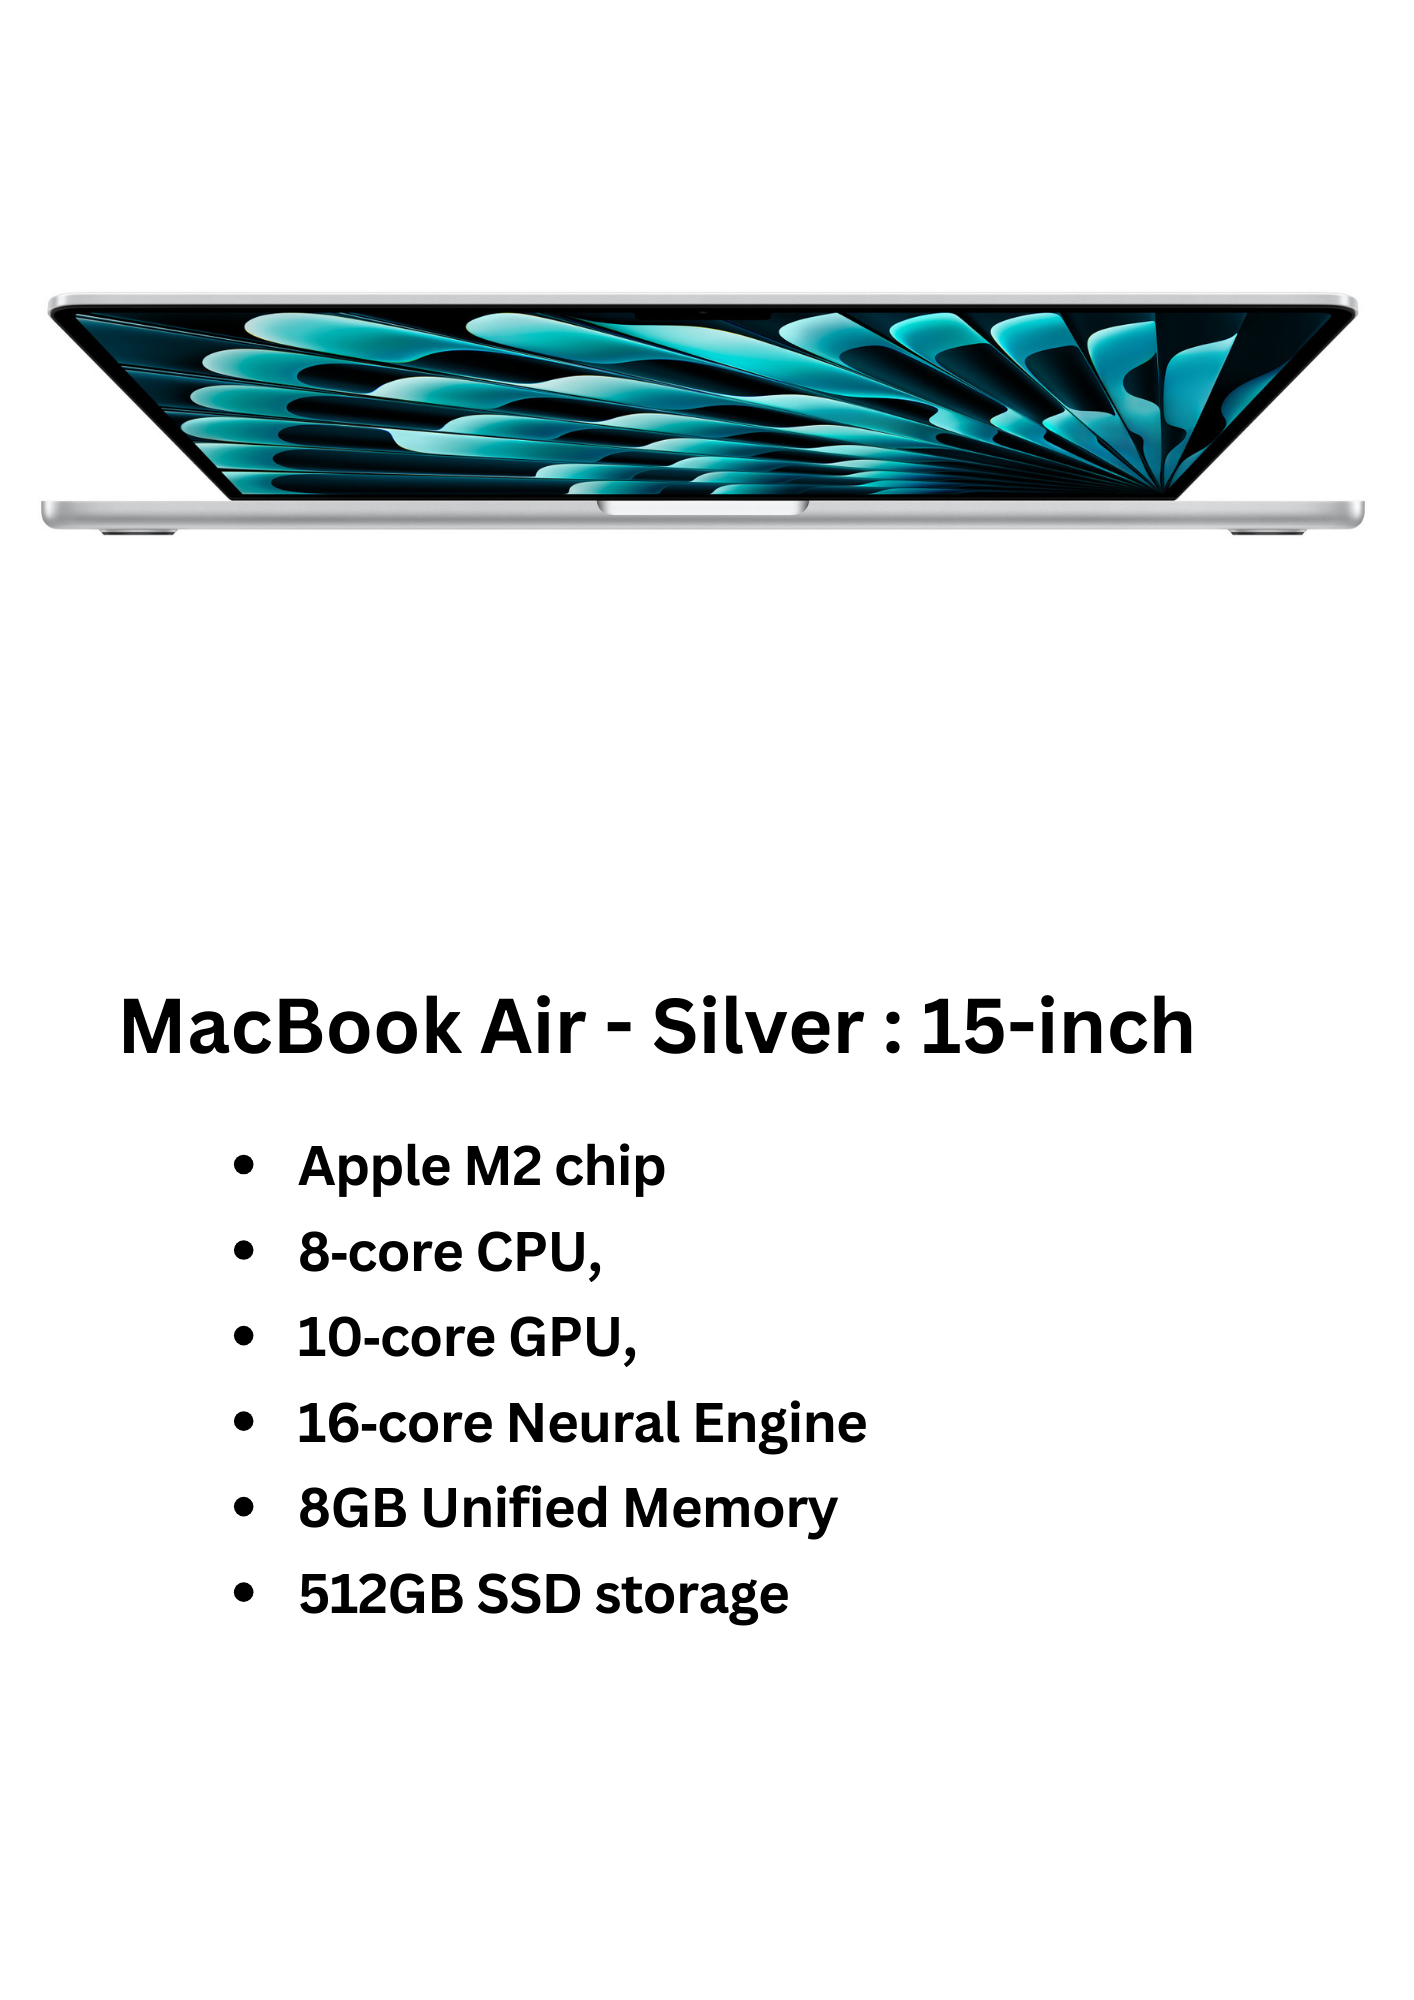 MacBook Air - Silver : 15-inch
• Apple M2 chip
• 8-core CPU,
• 10-core GPU,
• 16-core Neural Engine
• 8GB Unified Memory
• 512GB SSD storage